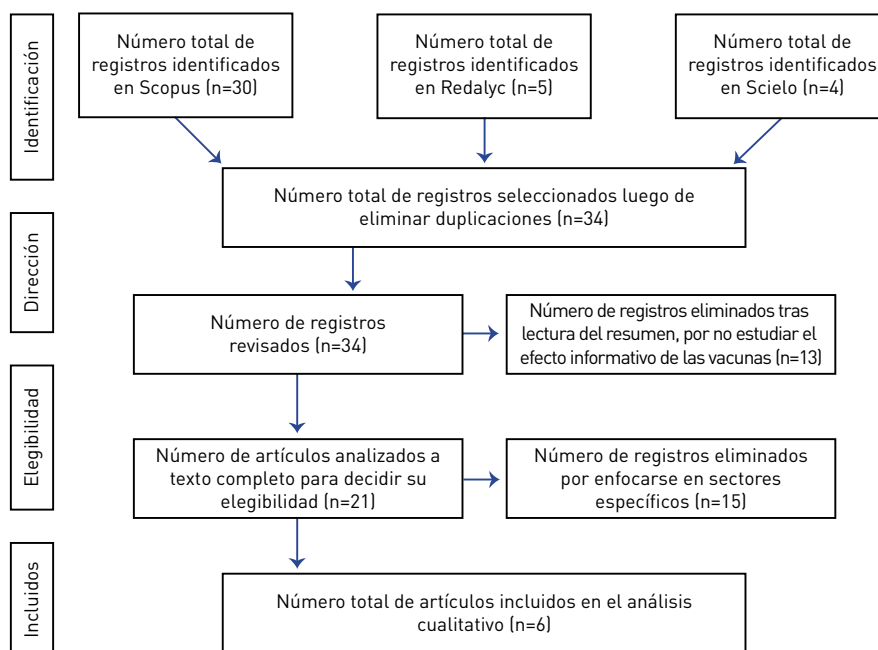 Identificación
Número total de
registros identificados
en Scopus (n=30)
Número total de
registros identificados
en Redalyc (n=5)
Número total de
registros identificados
en Scielo (n=4)
Número total de registros seleccionados luego de
eliminar duplicaciones (n=34)
Dirección
Número de registros
revisados (n=34)
Número de registros eliminados tras
lectura del resumen, por no estudiar el
efecto informativo de las vacunas (n=13)
Elegibilidad
Número de artículos analizados a
texto completo para decidir su
elegibilidad (n=21)
Número de registros eliminados
por enfocarse en sectores
específicos (n=15)
Incluidos
Número total de artículos incluidos en el análisis
cualitativo (n=6)